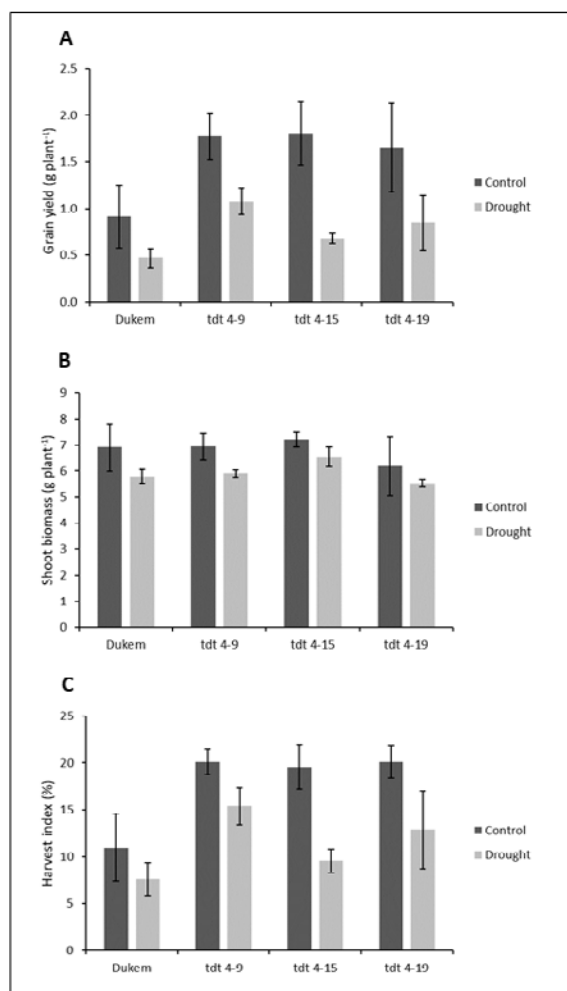 A
Grain yield (g plant⁻¹)
2.5
2.0
1.5
1.0
0.5
0.0
Dukem tdt 4-9 tdt 4-15 tdt 4-19
Control
Drought
B
Shoot biomass (g plant⁻¹)
9
8
7
6
5
4
3
2
1
0
Dukem tdt 4-9 tdt 4-15 tdt 4-19
Control
Drought
C
Harvest index (%)
25
20
15
10
5
0
Dukem tdt 4-9 tdt 4-15 tdt 4-19
Control
Drought